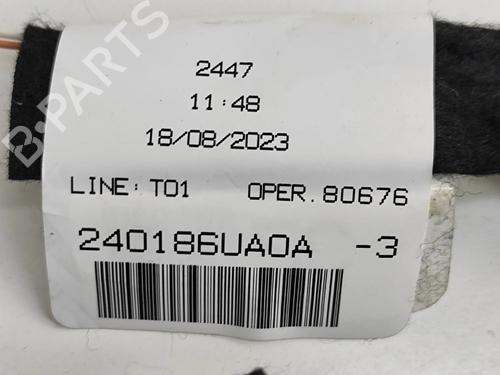 2447
11:48
18/08/2023
LINE: T01 OPER. 80676
240186UA0A -3
B-PARTS